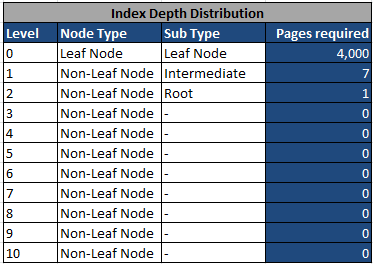 Index Depth Distribution
Level Node Type Sub Type Pages required
0 Leaf Node Leaf Node 4,000
1 Non-Leaf Node Intermediate 7
2 Non-Leaf Node Root 1
3 Non-Leaf Node - 0
4 Non-Leaf Node - 0
5 Non-Leaf Node - 0
6 Non-Leaf Node - 0
7 Non-Leaf Node - 0
8 Non-Leaf Node - 0
9 Non-Leaf Node - 0
10 Non-Leaf Node - 0